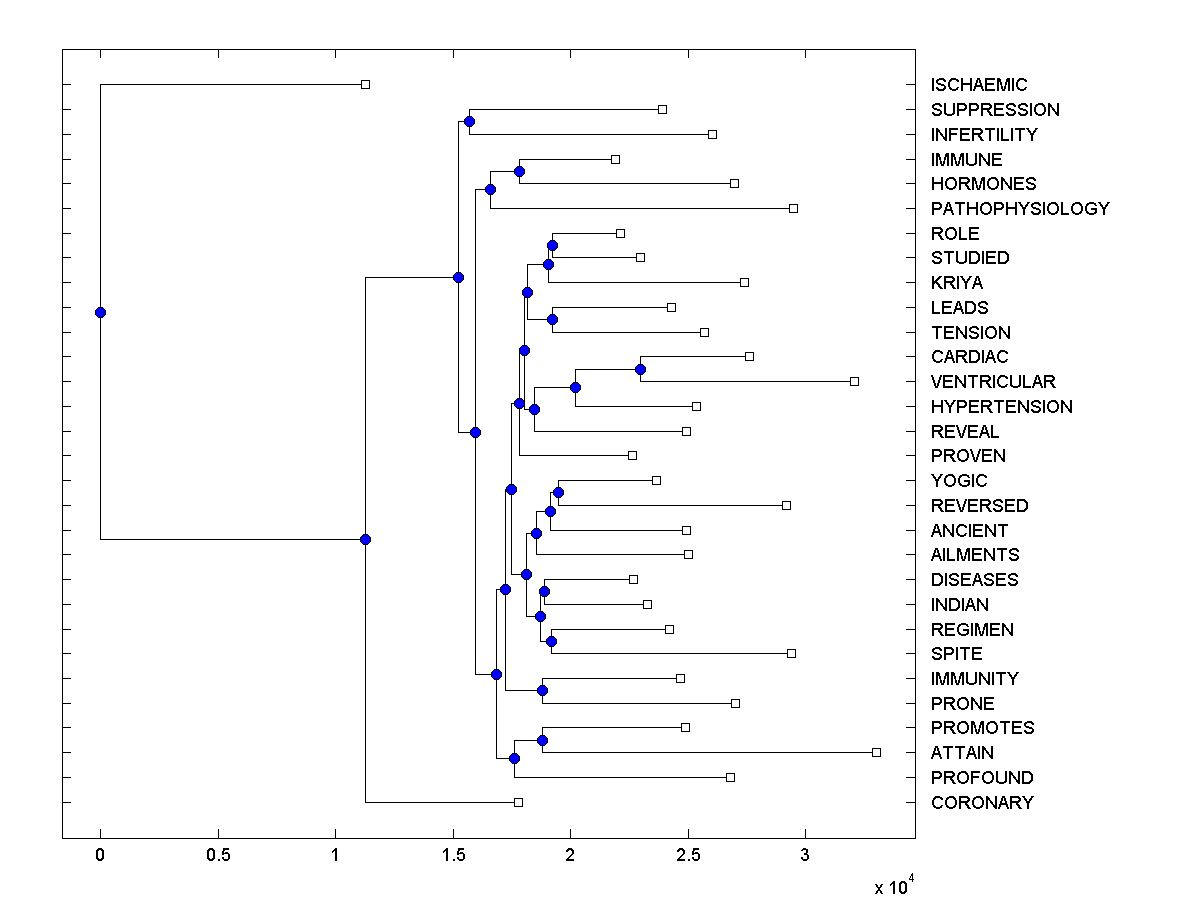 ISCHAEMIC
SUPPRESSION
INFERTILITY
IMMUNE
HORMONES
PATHOPHYSIOLOGY
ROLE
STUDIED
KRIYA
LEADS
TENSION
CARDIAC
VENTRICULAR
HYPERTENSION
REVEAL
PROVEN
YOGIC
REVERSED
ANCIENT
AILMENTS
DISEASES
INDIAN
REGIMEN
SPITE
IMMUNITY
PRONE
PROMOTES
ATTAIN
PROFOUND
CORONARY
0 0.5 1 1.5 2 2.5 3
x 10^4